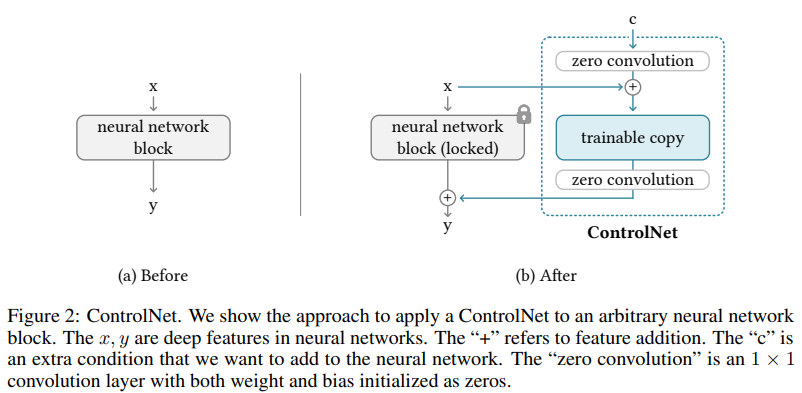 x
neural network
block
y
(a) Before
c
zero convolution
x
+
neural network
block (locked)
trainable copy
zero convolution
+
y
ControlNet
(b) After
Figure 2: ControlNet. We show the approach to apply a ControlNet to an arbitrary neural network
block. The x, y are deep features in neural networks. The “+” refers to feature addition. The “c” is
an extra condition that we want to add to the neural network. The “zero convolution” is an 1 × 1
convolution layer with both weight and bias initialized as zeros.